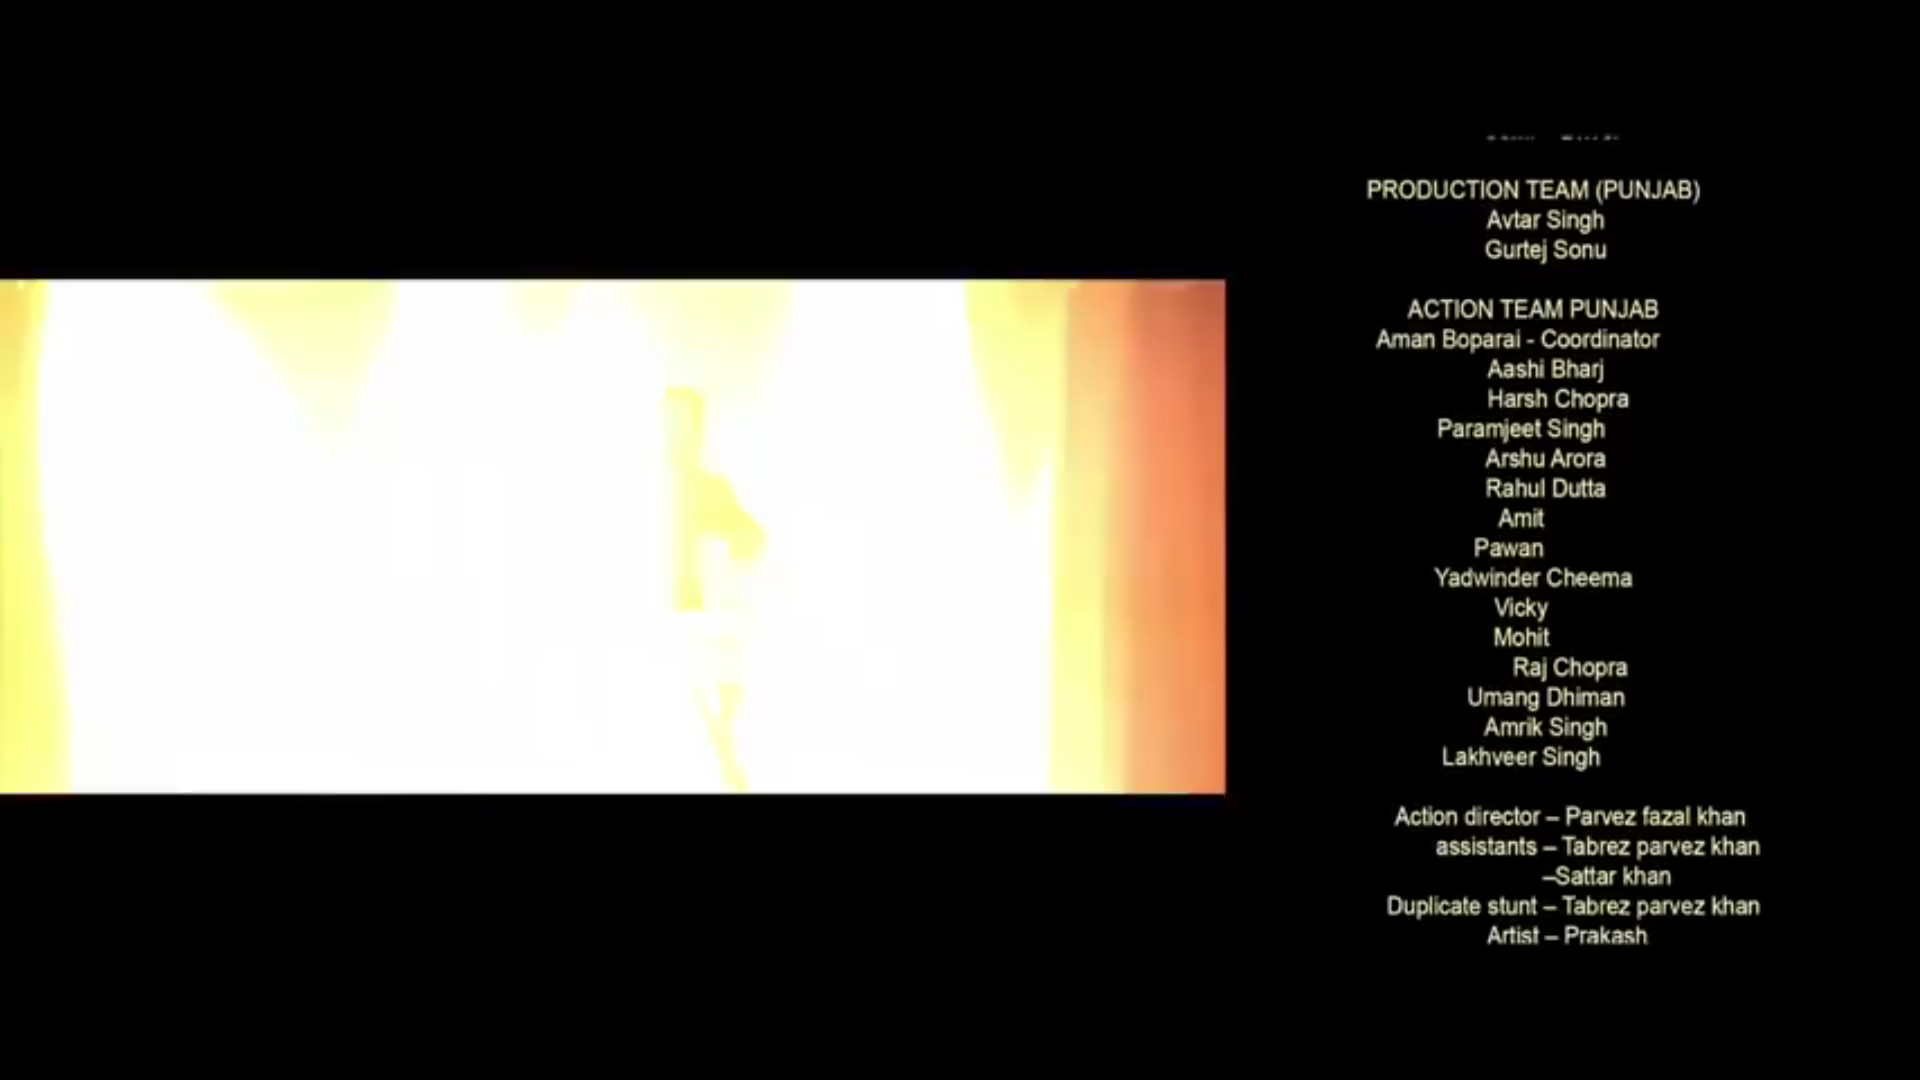 PRODUCTION TEAM (PUNJAB)
Avtar Singh
Gurtej Sonu
ACTION TEAM PUNJAB
Aman Boparai - Coordinator
Aashi Bharj
Harsh Chopra
Paramjeet Singh
Arshu Arora
Rahul Dutta
Amit
Pawan
Yadwinder Cheema
Vicky
Mohit
Raj Chopra
Umang Dhiman
Amrik Singh
Lakhveer Singh
Action director – Parvez fazal khan
assistants – Tabrez parvez khan
–Sattar khan
Duplicate stunt – Tabrez parvez khan
Artist – Prakash